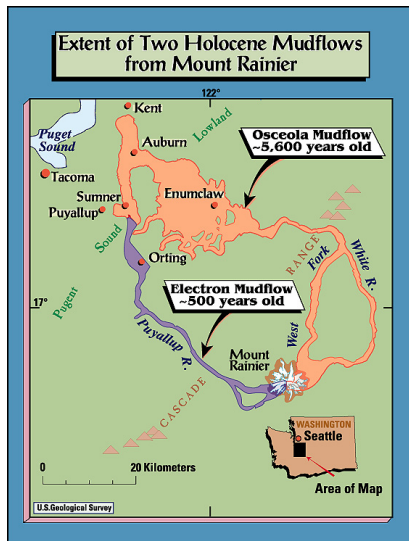 Extent of Two Holocene Mudflows
from Mount Rainier
122°
Kent
Lowland
Puget
Sound
Auburn
Osceola Mudflow
~5,600 years old
Tacoma
Sumner
Enumclaw
Puyallup
Sound
RANGE
Fork
White R.
Orting
Electron Mudflow
~500 years old
Pugent
17°
Puyallup R.
West
Mount
Rainier
CASCADE
WASHINGTON
Seattle
0
20 Kilometers
Area of Map
U.S.Geological Survey